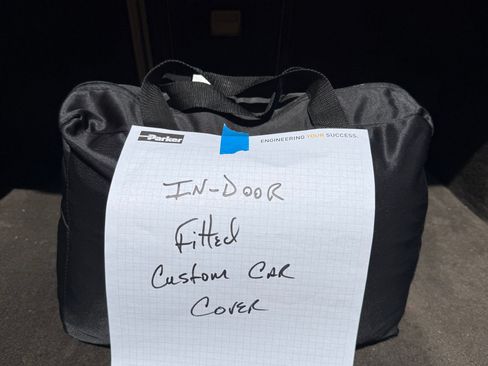 Parker
ENGINEERING YOUR SUCCESS.
IN-DOOR
Fitted
Custom CAR
COVER